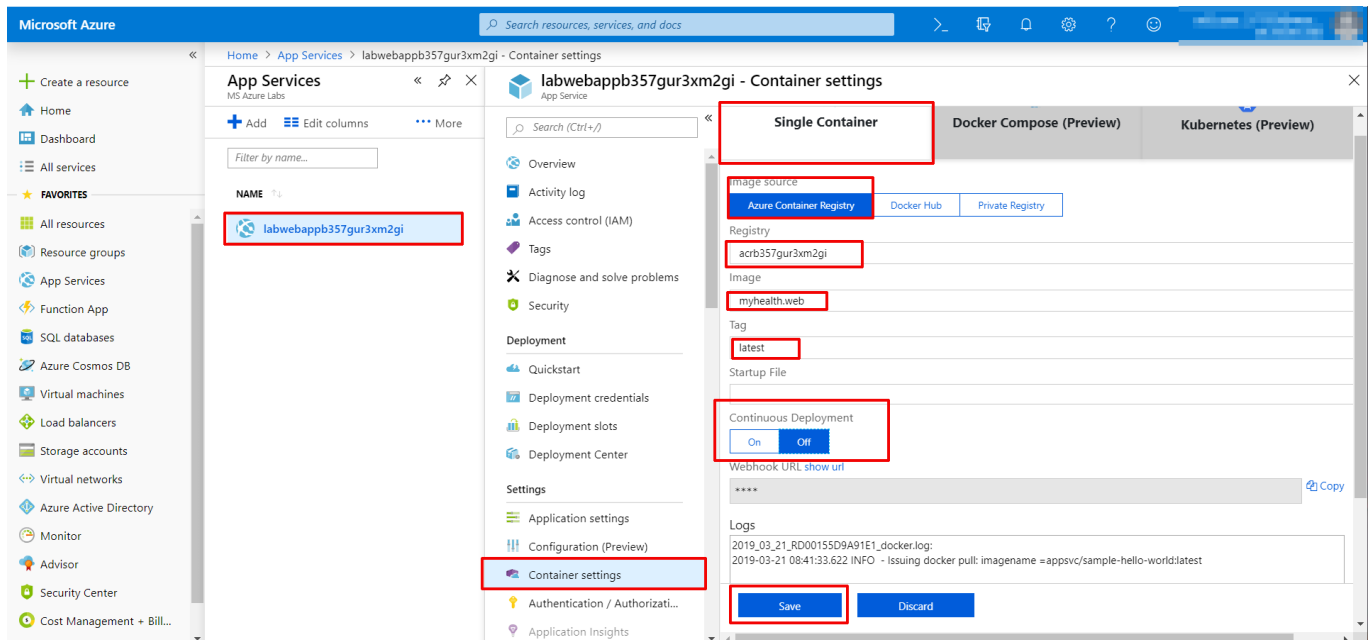 Microsoft Azure
Search resources, services, and docs
Create a resource
Home
Dashboard
All services
FAVORITES
All resources
Resource groups
App Services
Function App
SQL databases
Azure Cosmos DB
Virtual machines
Load balancers
Storage accounts
Virtual networks
Azure Active Directory
Monitor
Advisor
Security Center
Cost Management + Bill...
Home > App Services > labwebappb357gur3xm2gi - Container settings
App Services
MS Azure Labs
Add Edit columns ••• More
Filter by name...
NAME
labwebappb357gur3xm2gi
labwebappb357gur3xm2gi - Container settings
App Service
Search (Ctrl+/)
Overview
Activity log
Access control (IAM)
Tags
Diagnose and solve problems
Security
Deployment
Quickstart
Deployment credentials
Deployment slots
Deployment Center
Settings
Application settings
Configuration (Preview)
Container settings
Authentication / Authorizati...
Application Insights
Single Container Docker Compose (Preview) Kubernetes (Preview)
Image source
Azure Container Registry Docker Hub Private Registry
Registry
acrb357gur3xm2gi
Image
myhealth.web
Tag
latest
Startup File
Continuous Deployment
On Off
Webhook URL show url
****
Copy
Logs
2019_03_21_RD00155D9A91E1_docker.log:
2019-03-21 08:41:33.622 INFO - Issuing docker pull: imagename =appsvc/sample-hello-world:latest
Save Discard